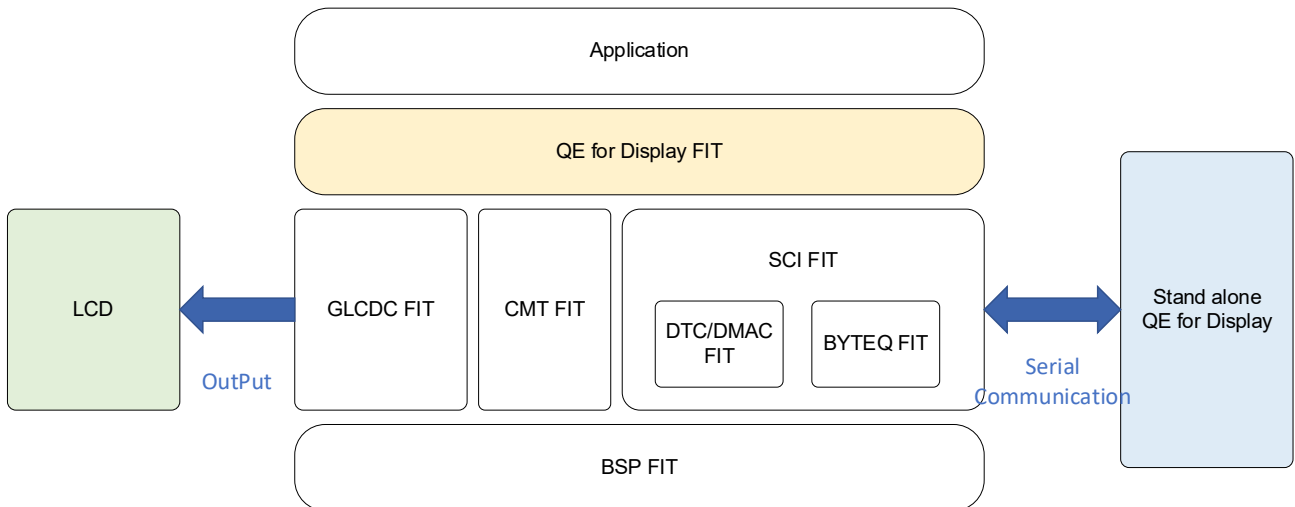 Application
QE for Display FIT
LCD
OutPut
GLCDC FIT
CMT FIT
SCI FIT
DTC/DMAC
FIT
BYTEQ FIT
Serial
Communication
Stand alone
QE for Display
BSP FIT